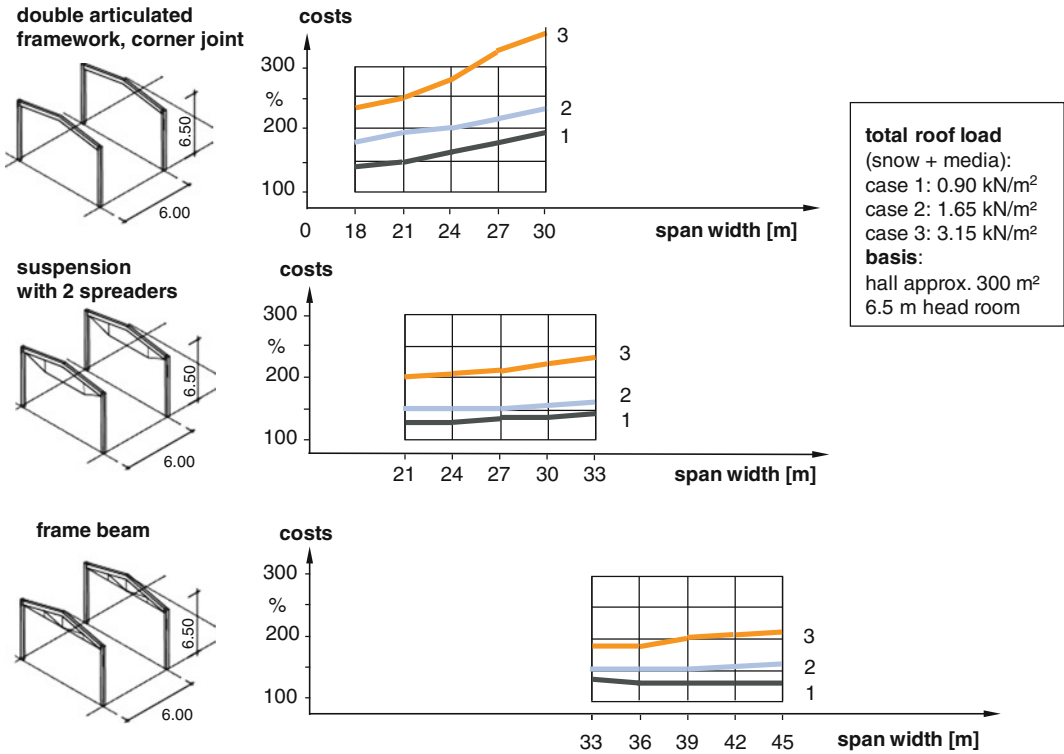 double articulated
framework, corner joint
6.50
6.00
costs
300
%
200
100
0
18 21 24 27 30
span width [m]
3
2
1
total roof load
(snow + media):
case 1: 0.90 kN/m²
case 2: 1.65 kN/m²
case 3: 3.15 kN/m²
basis:
hall approx. 300 m²
6.5 m head room
suspension
with 2 spreaders
6.50
6.00
costs
300
%
200
100
21 24 27 30 33
span width [m]
3
2
1
frame beam
6.50
6.00
costs
300
%
200
100
33 36 39 42 45
span width [m]
3
2
1